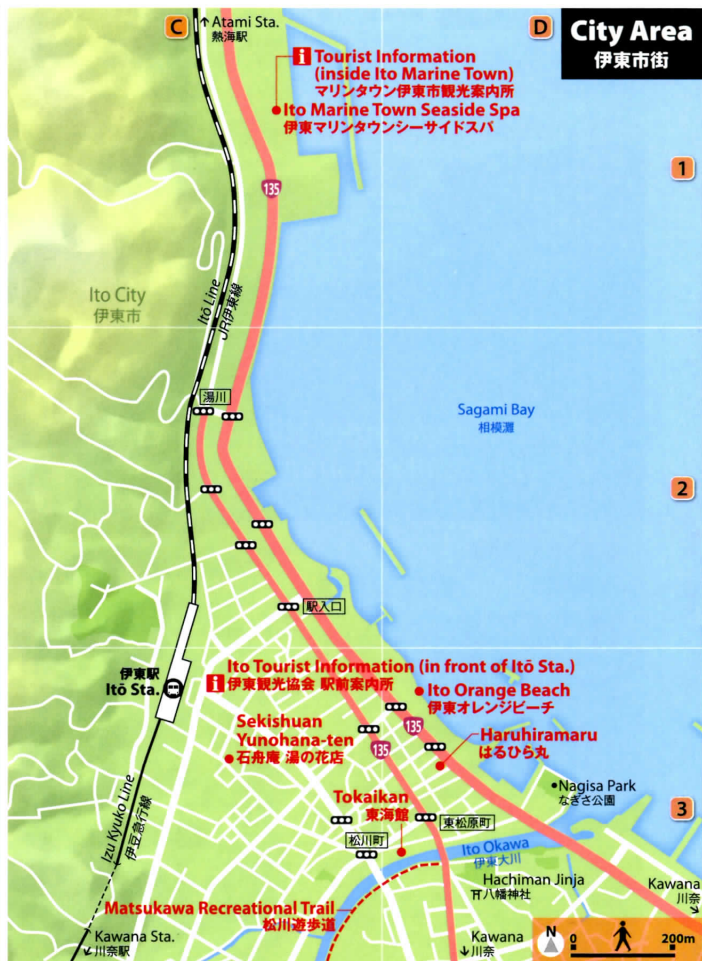 C
↑ Atami Sta.
熱海駅
D
City Area
伊東市街
i Tourist Information
(inside Ito Marine Town)
マリンタウン伊東市観光案内所
Ito Marine Town Seaside Spa
伊東マリンタウンシーサイドスパ
1
135
Ito City
伊東市
Itō Line
JR伊東線
湯川
Sagami Bay
相模灘
2
駅入口
伊東駅
Itō Sta.
i Ito Tourist Information (in front of Itō Sta.)
伊東観光協会 駅前案内所
Ito Orange Beach
伊東オレンジビーチ
135
135
Sekishuan
Yunohana-ten
石舟庵 湯の花店
Haruhiramaru
はるひら丸
Izu Kyuko Line
伊豆急行線
Nagisa Park
なぎさ公園
3
Tokaikan
東海館
東松原町
松川町
Ito Okawa
伊東大川
Hachiman Jinja
八幡神社
Kawana
川奈
Matsukawa Recreational Trail
松川遊歩道
Kawana Sta.
川奈駅
Kawana
川奈
N
0 200m